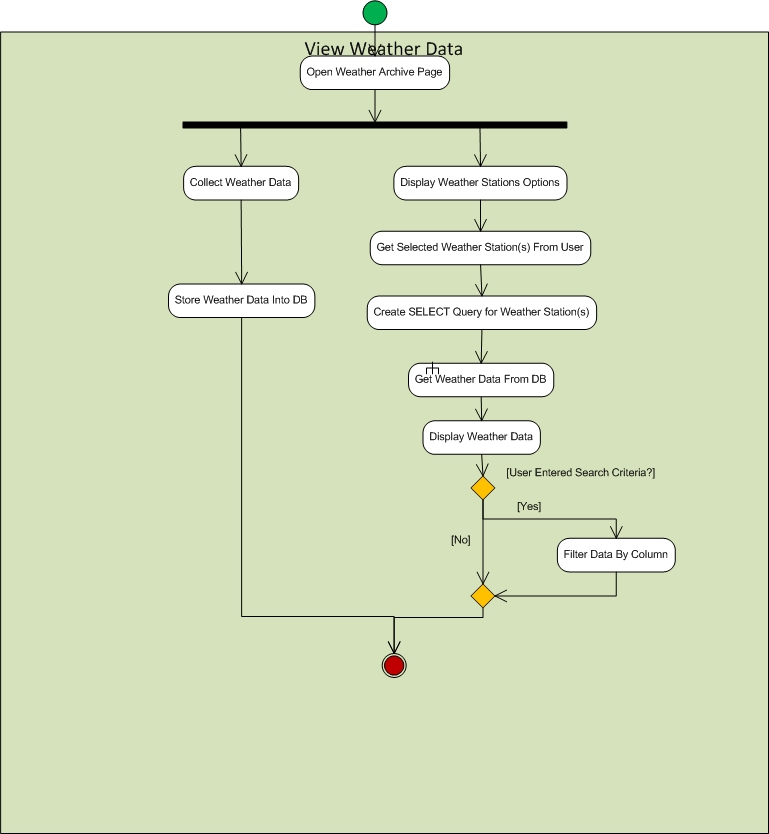 View Weather Data
Open Weather Archive Page
Collect Weather Data
Display Weather Stations Options
Get Selected Weather Station(s) From User
Store Weather Data Into DB
Create SELECT Query for Weather Station(s)
Get Weather Data From DB
Display Weather Data
[User Entered Search Criteria?]
[Yes]
[No]
Filter Data By Column